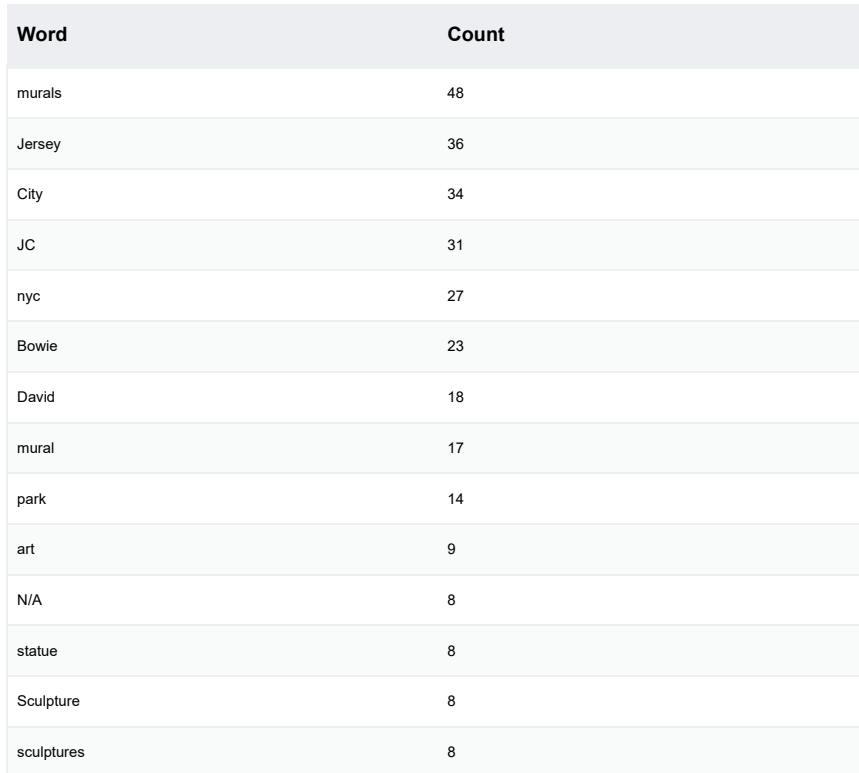 Word Count
murals 48
Jersey 36
City 34
JC 31
nyc 27
Bowie 23
David 18
mural 17
park 14
art 9
N/A 8
statue 8
Sculpture 8
sculptures 8